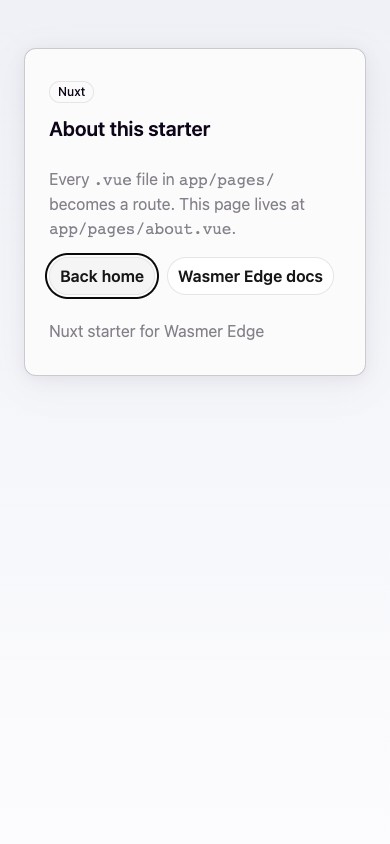 Nuxt
About this starter
Every .vue file in app/pages/
becomes a route. This page lives at
app/pages/about.vue.
Back home
Wasmer Edge docs
Nuxt starter for Wasmer Edge